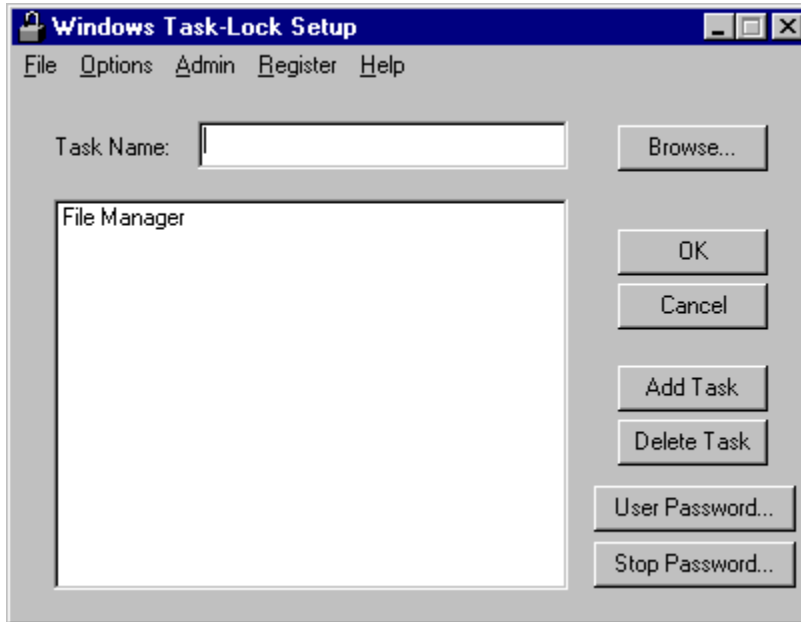 Windows Task-Lock Setup
File Options Admin Register Help
Task Name:
Browse...
File Manager
OK
Cancel
Add Task
Delete Task
User Password...
Stop Password...